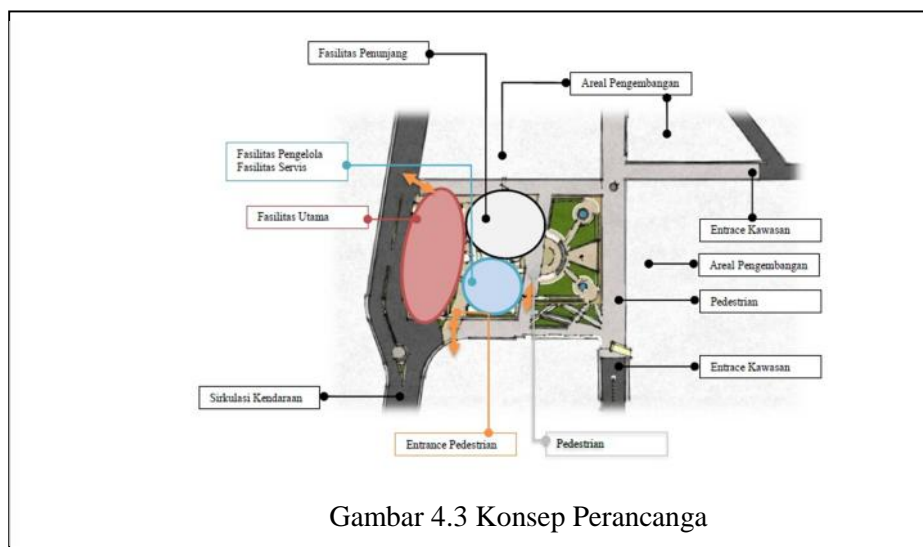 Fasilitas Penunjang
Areal Pengembangan
Fasilitas Pengelola
Fasilitas Servis
Fasilitas Utama
Entrace Kawasan
Areal Pengembangan
Pedestrian
Entrace Kawasan
Sirkulasi Kendaraan
Entrance Pedestrian
Pedestrian
Gambar 4.3 Konsep Perancanga